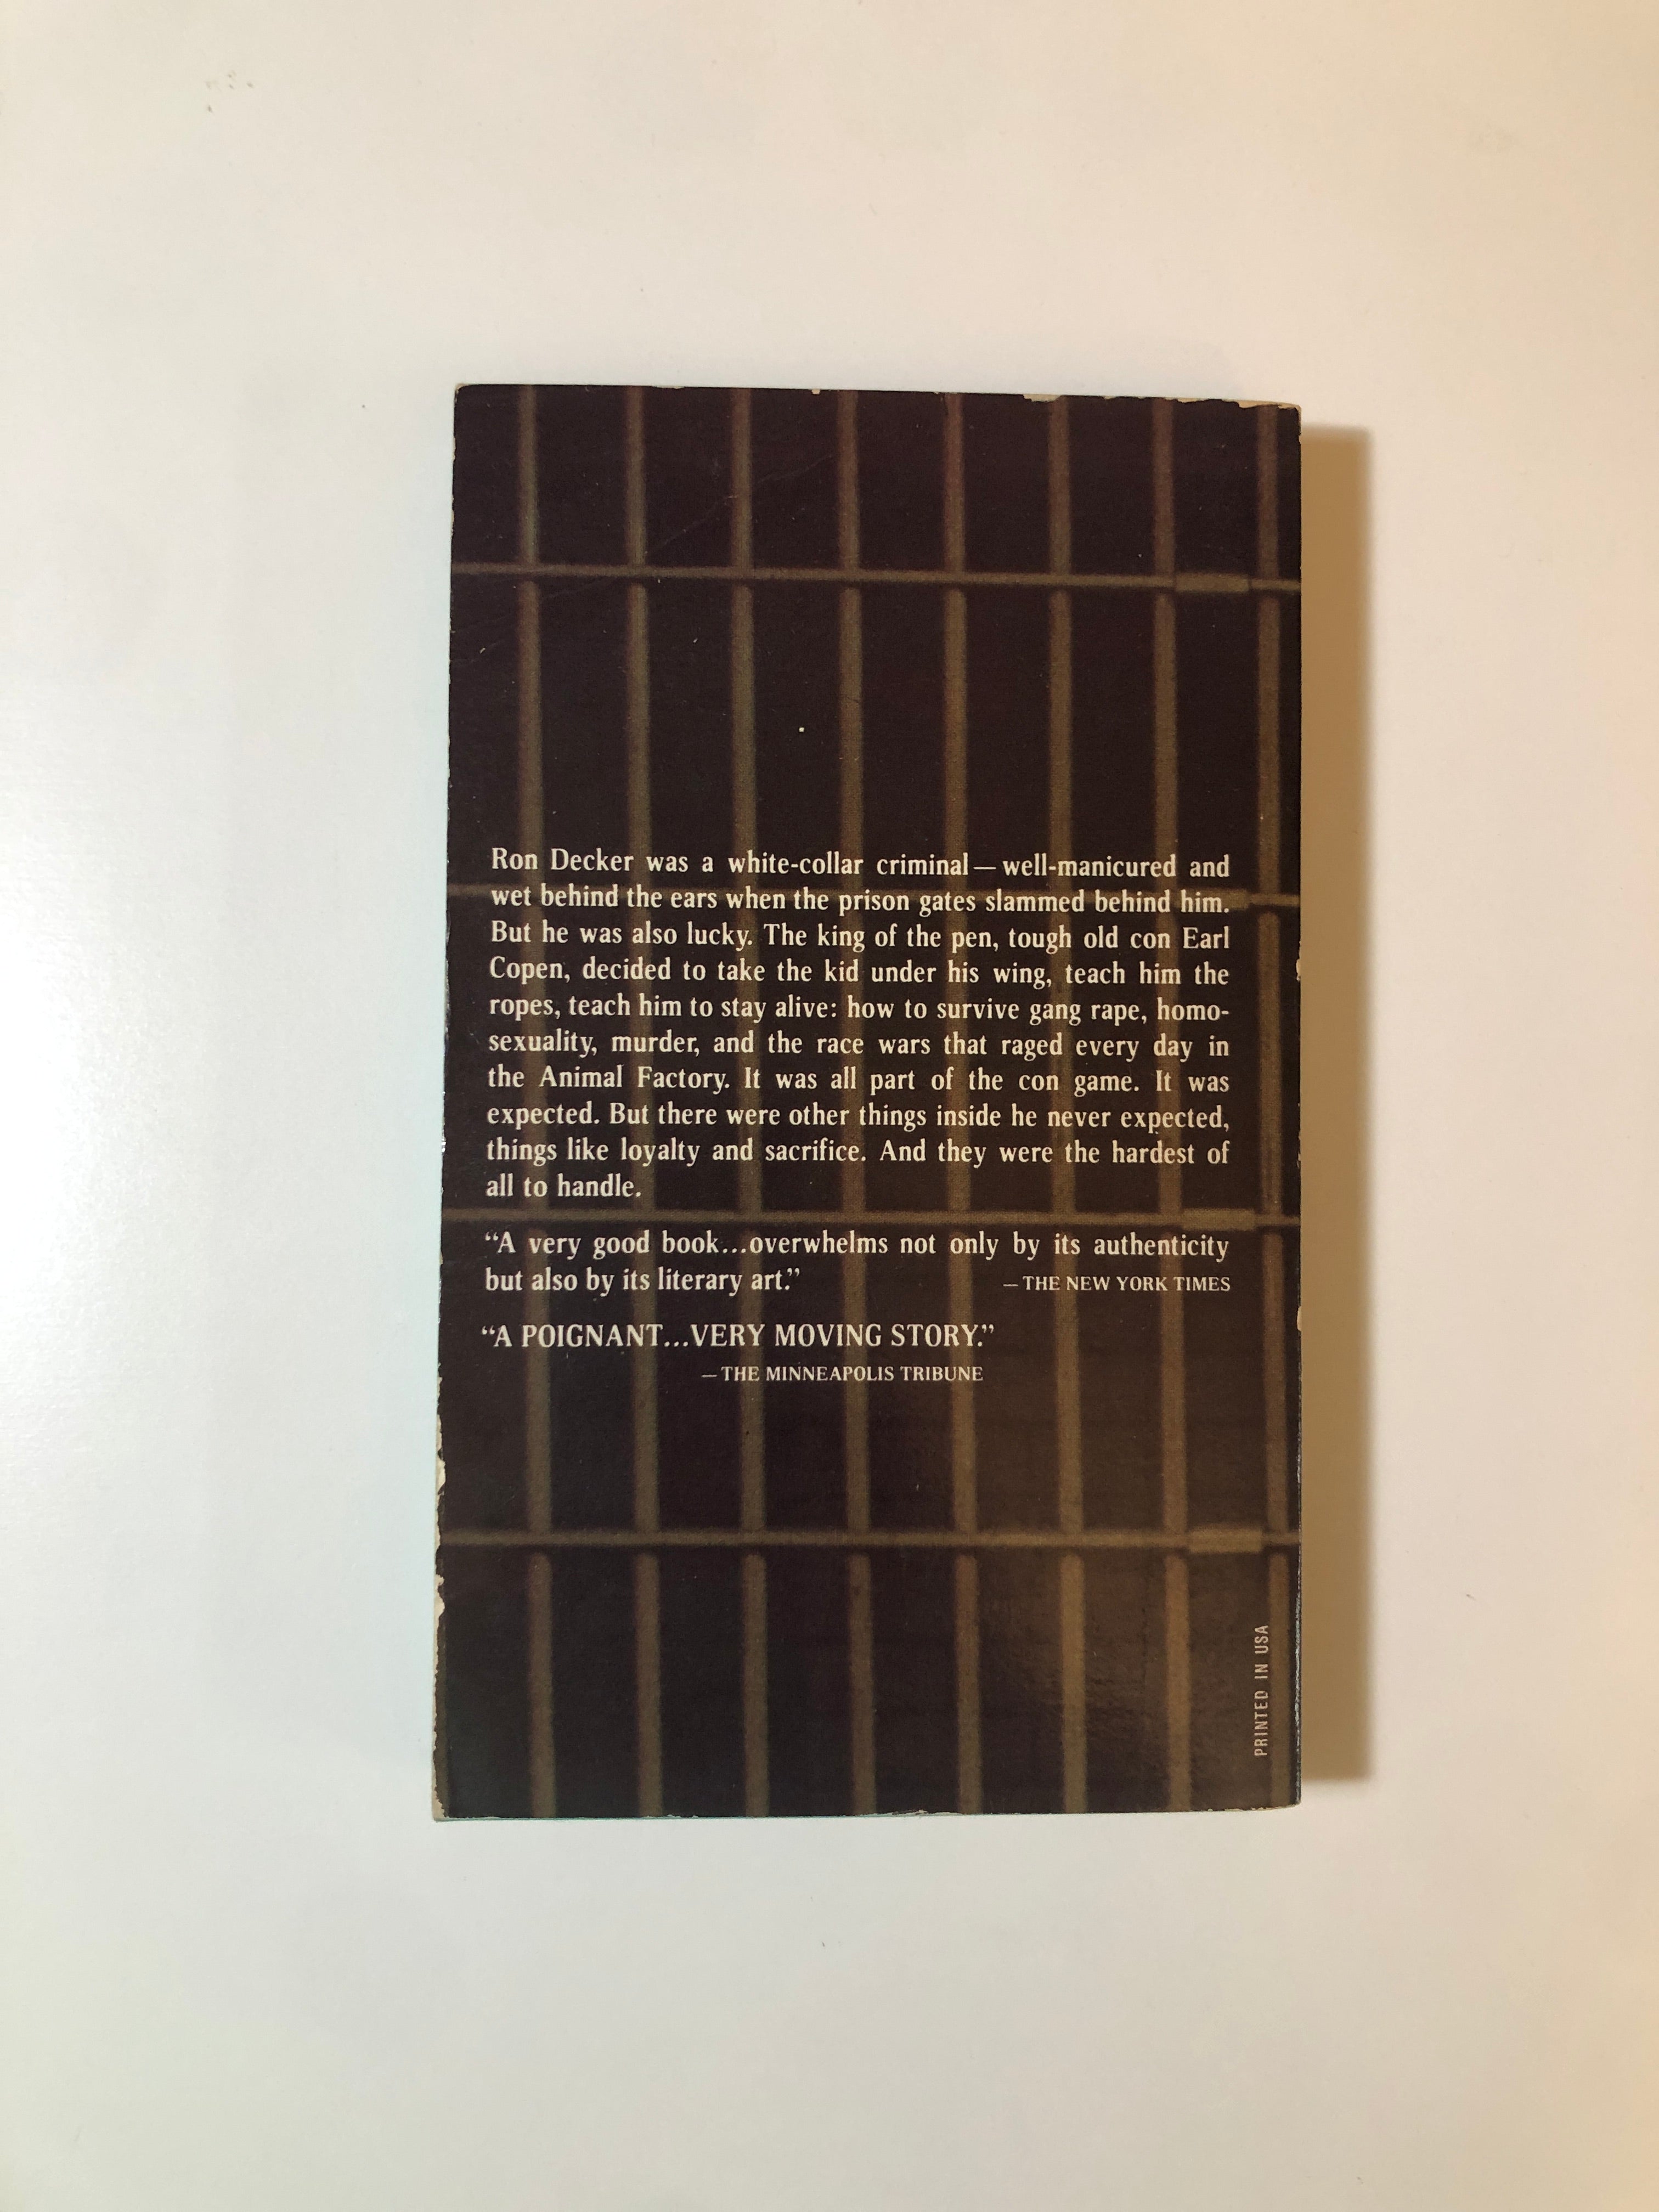 Ron Decker was a white-collar criminal—well-manicured and
wet behind the ears when the prison gates slammed behind him.
But he was also lucky. The king of the pen, tough old con Earl
Copen, decided to take the kid under his wing, teach him the
ropes, teach him to stay alive: how to survive gang rape, homo-
sexuality, murder, and the race wars that raged every day in
the Animal Factory. It was all part of the con game. It was
expected. But there were other things inside he never expected,
things like loyalty and sacrifice. And they were the hardest of
all to handle.
“A very good book...overwhelms not only by its authenticity
but also by its literary art.” —THE NEW YORK TIMES
“A POIGNANT...VERY MOVING STORY.”
—THE MINNEAPOLIS TRIBUNE
PRINTED IN USA